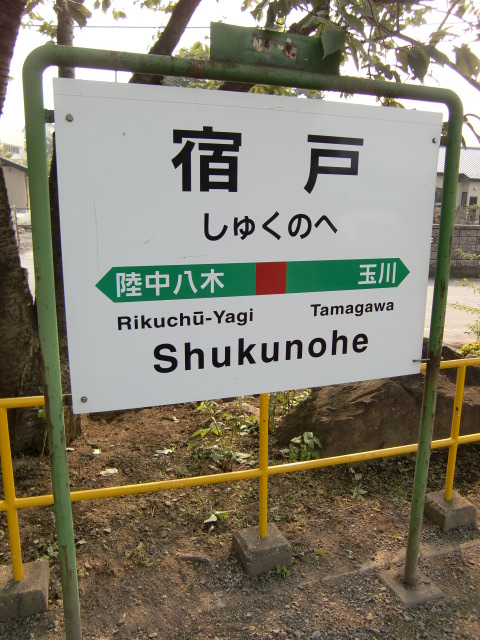 宿戸
しゅくのへ
陸中八木 玉川
Rikuchū-Yagi Tamagawa
Shukunohe